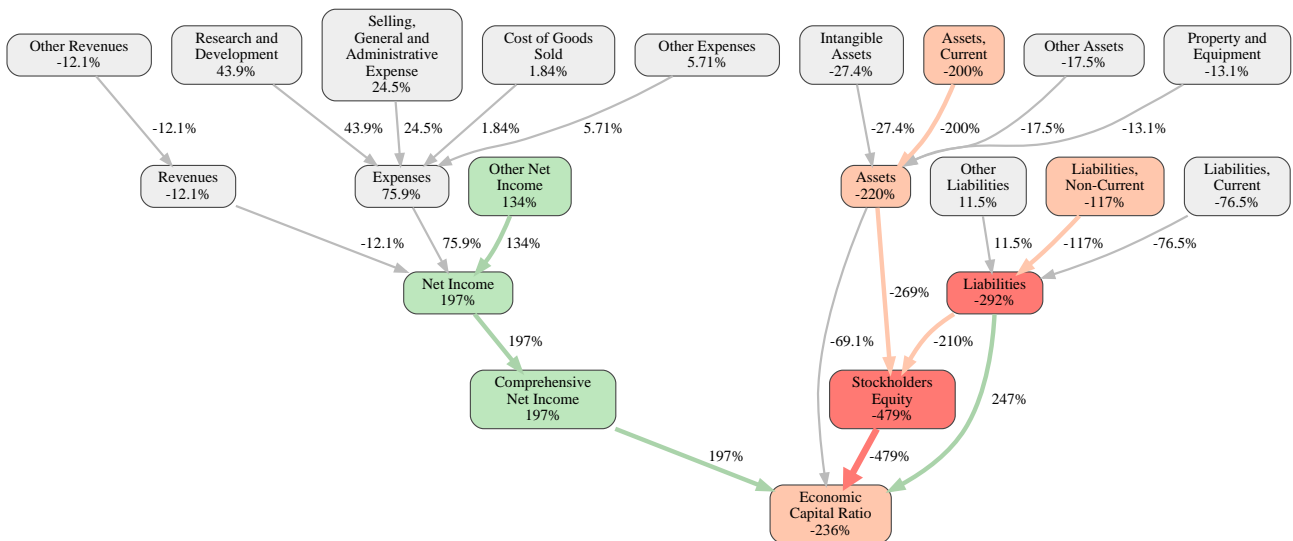 Other Revenues
-12.1%
Research and
Development
43.9%
Selling,
General and
Administrative
Expense
24.5%
Cost of Goods
Sold
1.84%
Other Expenses
5.71%
Intangible
Assets
-27.4%
Assets,
Current
-200%
Other Assets
-17.5%
Property and
Equipment
-13.1%
-12.1%
43.9%
24.5%
1.84%
5.71%
-27.4%
-200%
-17.5%
-13.1%
Revenues
-12.1%
Expenses
75.9%
Other Net
Income
134%
Assets
-220%
Other
Liabilities
11.5%
Liabilities,
Non-Current
-117%
Liabilities,
Current
-76.5%
-12.1%
75.9%
134%
11.5%
-117%
-76.5%
Net Income
197%
-269%
Liabilities
-292%
197%
-69.1%
-210%
Comprehensive
Net Income
197%
Stockholders
Equity
-479%
247%
197%
-479%
Economic
Capital Ratio
-236%